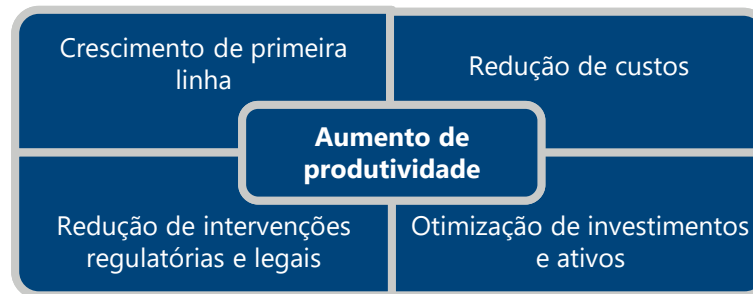 Crescimento de primeira
linha
Redução de custos
Aumento de
produtividade
Redução de intervenções
regulatórias e legais
Otimização de investimentos
e ativos